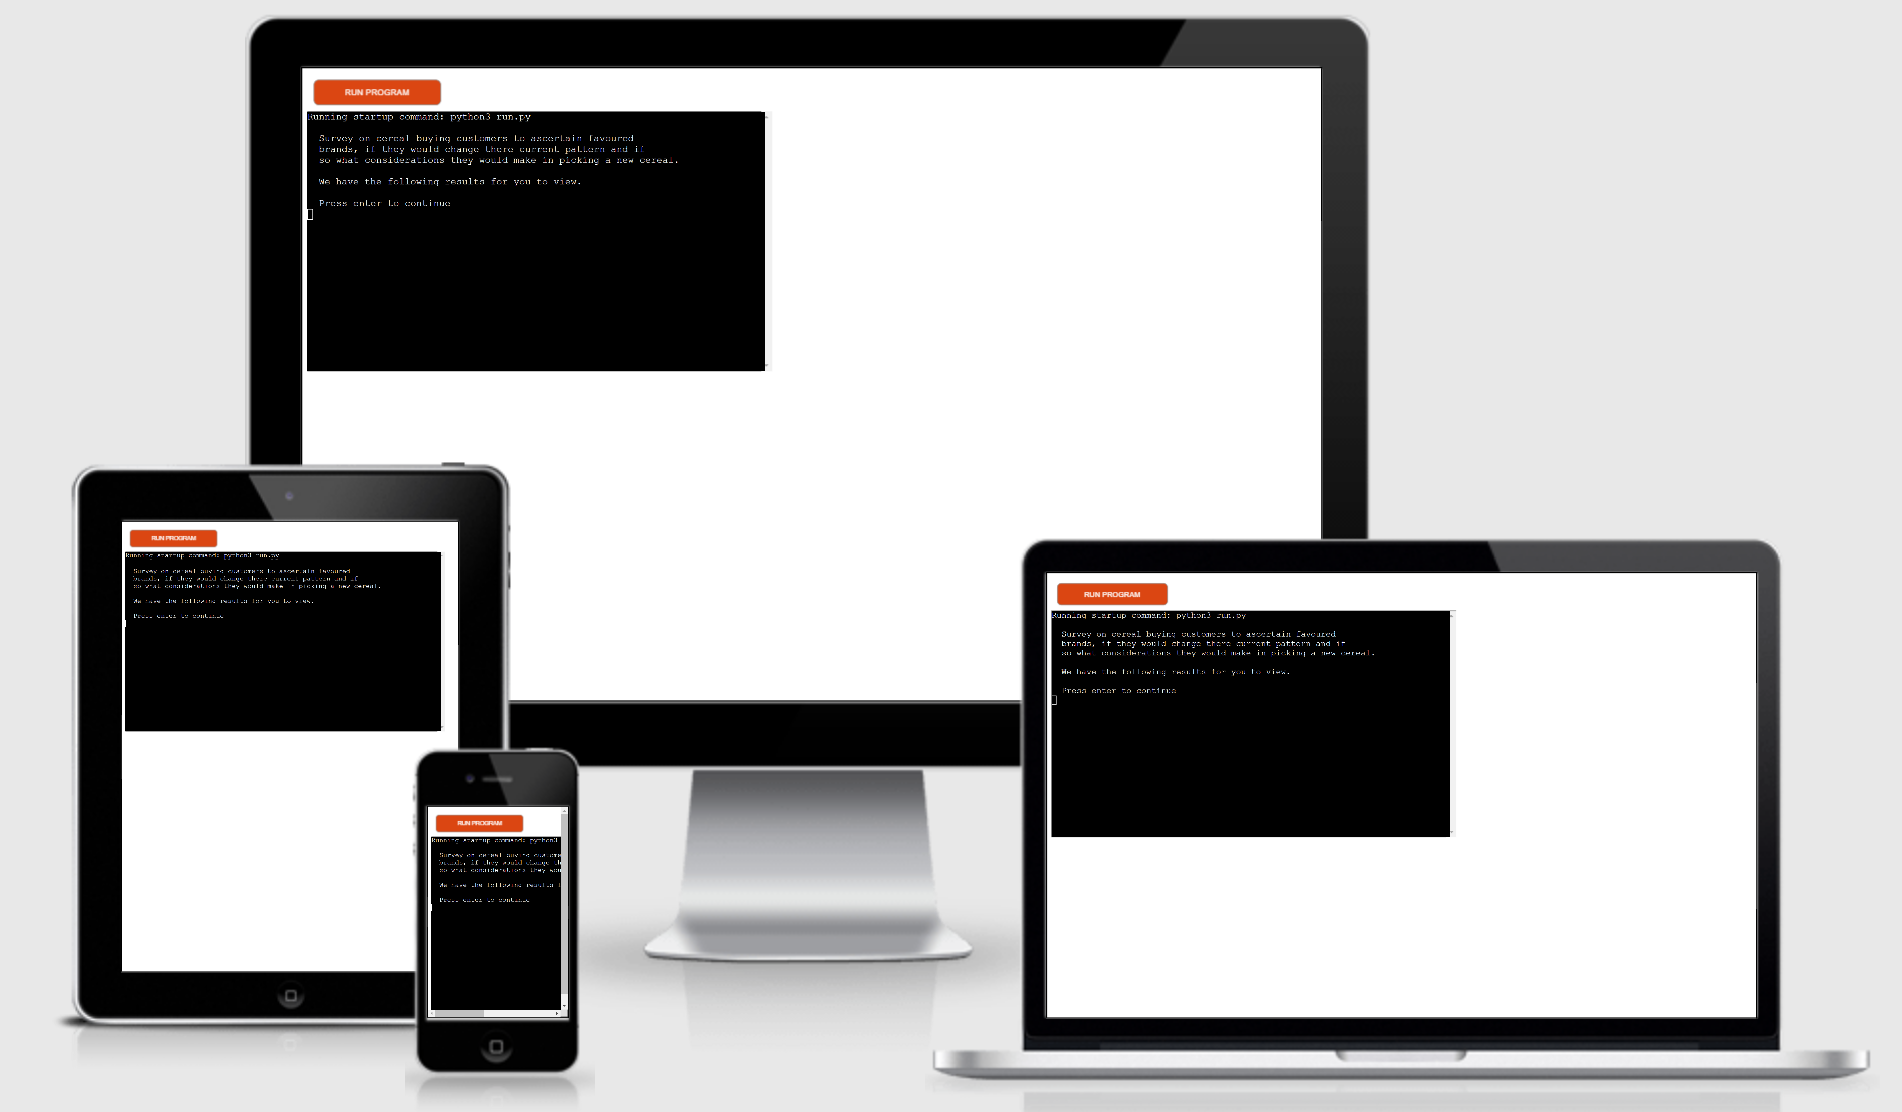 RUN PROGRAM
Running startup command: python3 run.py
Survey on cereal buying customers to ascertain favoured
brands, if they would change there current pattern and if
so what considerations they would make in picking a new cereal.
We have the following results for you to view.
Press enter to continue
RUN PROGRAM
Running startup command: python3 run.py
Survey on cereal buying customers to ascertain favoured
brands, if they would change there current pattern and if
so what considerations they would make in picking a new cereal.
We have the following results for you to view.
Press enter to continue
RUN PROGRAM
Running startup command: python3
Survey on cereal buying custome
brands, if they would change th
so what considerations they wou
We have the following results f
Press enter to continue
RUN PROGRAM
Running startup command: python3 run.py
Survey on cereal buying customers to ascertain favoured
brands, if they would change there current pattern and if
so what considerations they would make in picking a new cereal.
We have the following results for you to view.
Press enter to continue